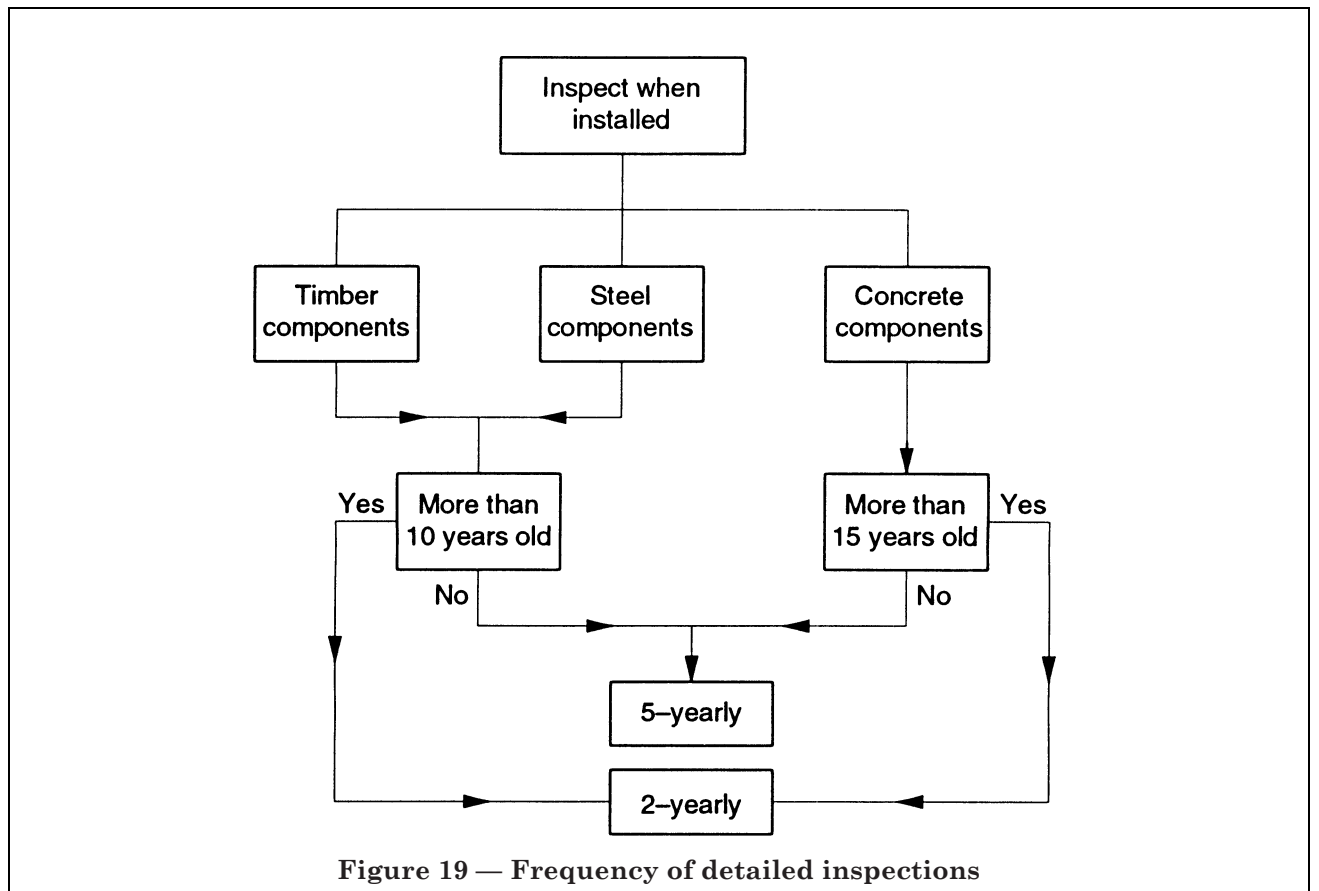 Inspect when
installed
Timber
components
Steel
components
Concrete
components
Yes
More than
10 years old
No
More than
15 years old
Yes
No
5–yearly
2–yearly
Figure 19 — Frequency of detailed inspections